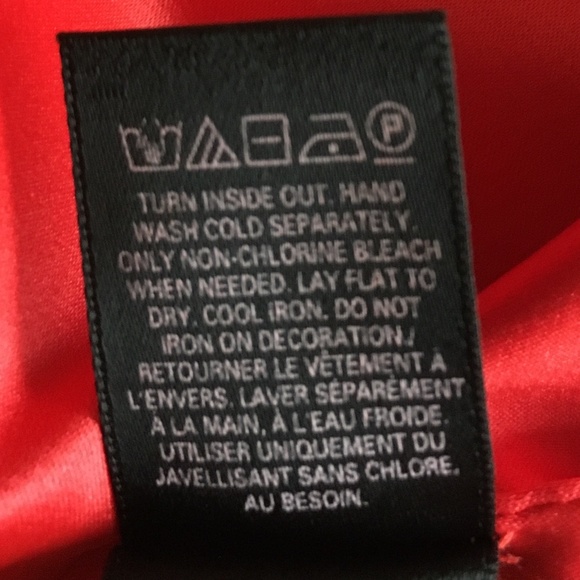 P
TURN INSIDE OUT. HAND
WASH COLD SEPARATELY.
ONLY NON-CHLORINE BLEACH
WHEN NEEDED. LAY FLAT TO
DRY. COOL IRON. DO NOT
IRON ON DECORATION./
RETOURNER LE VÊTEMENT À
L'ENVERS. LAVER SÉPARÉMENT
À LA MAIN, À L'EAU FROIDE.
UTILISER UNIQUEMENT DU
JAVELLISANT SANS CHLORE,
AU BESOIN.